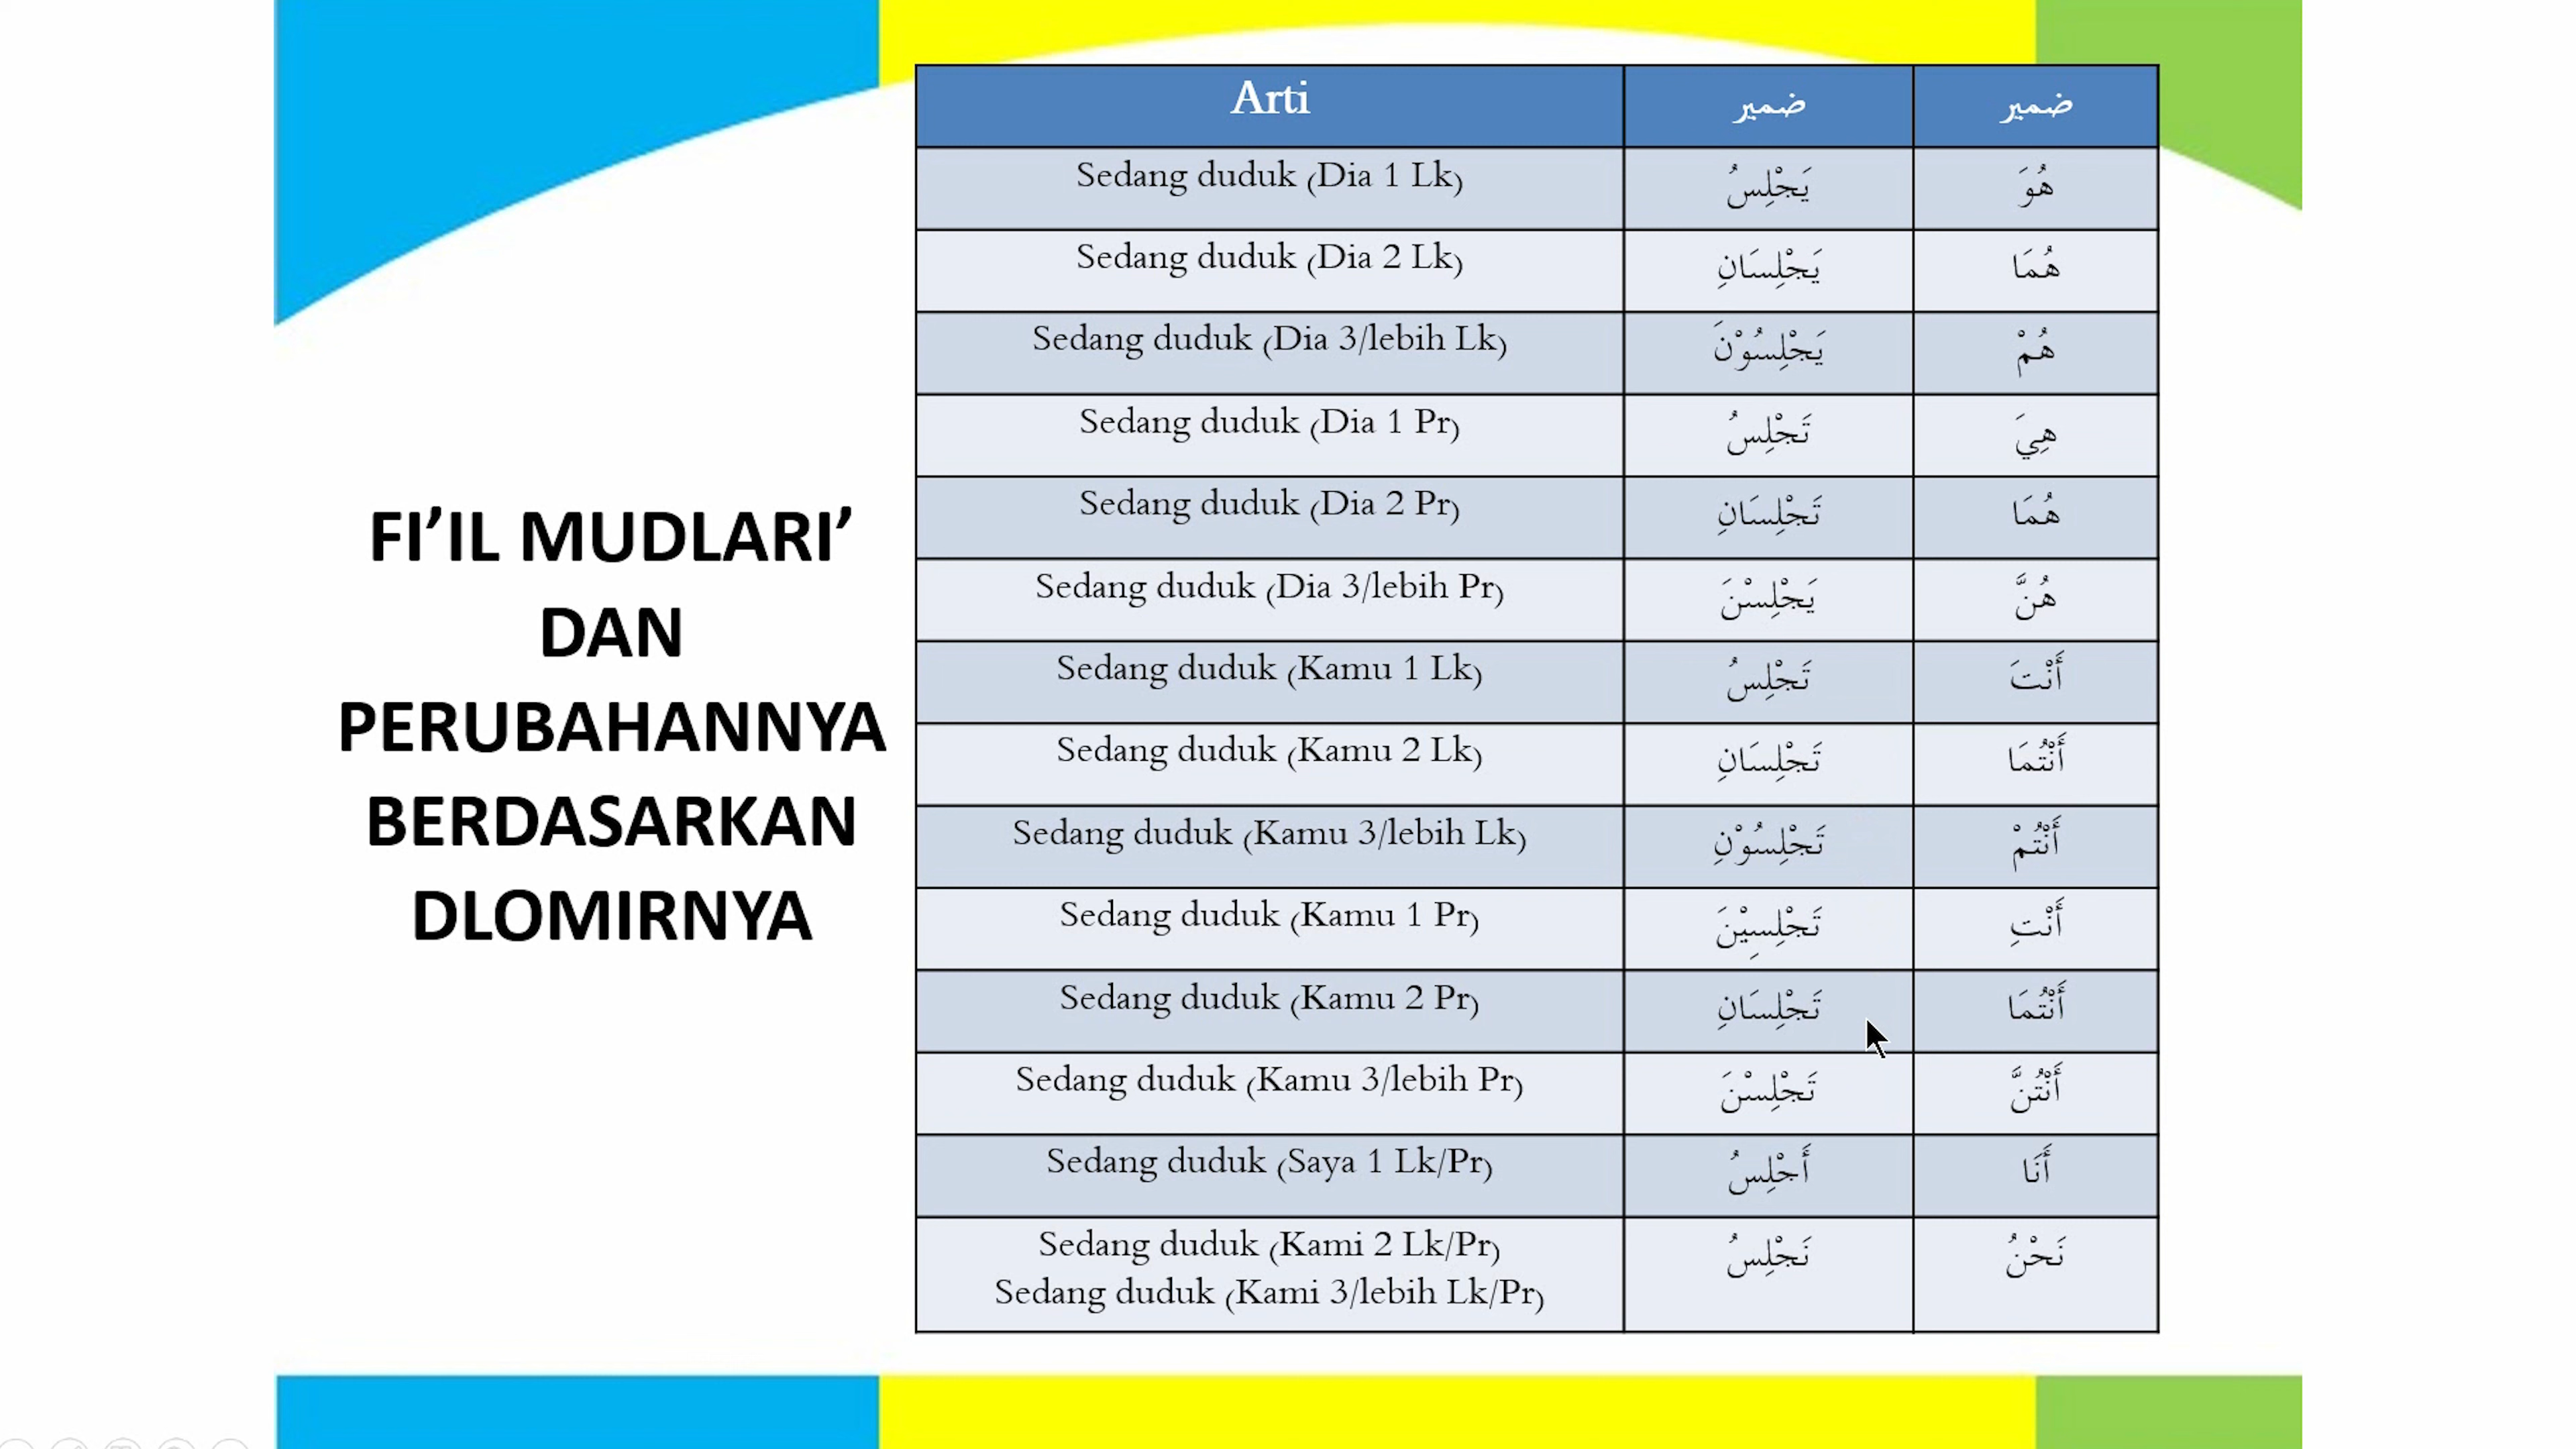 FI’IL MUDLARI’
DAN
PERUBAHANNYA
BERDASARKAN
DLOMIRNYA
Arti ضمير ضمير
Sedang duduk (Dia 1 Lk) يَجْلِسُ هُوَ
Sedang duduk (Dia 2 Lk) يَجْلِسَانِ هُمَا
Sedang duduk (Dia 3/lebih Lk) يَجْلِسُوْنَ هُمْ
Sedang duduk (Dia 1 Pr) تَجْلِسُ هِيَ
Sedang duduk (Dia 2 Pr) تَجْلِسَانِ هُمَا
Sedang duduk (Dia 3/lebih Pr) يَجْلِسْنَ هُنَّ
Sedang duduk (Kamu 1 Lk) تَجْلِسُ أَنْتَ
Sedang duduk (Kamu 2 Lk) تَجْلِسَانِ أَنْتُمَا
Sedang duduk (Kamu 3/lebih Lk) تَجْلِسُوْنِ أَنْتُمْ
Sedang duduk (Kamu 1 Pr) تَجْلِسِيْنَ أَنْتِ
Sedang duduk (Kamu 2 Pr) تَجْلِسَانِ أَنْتُمَا
Sedang duduk (Kamu 3/lebih Pr) تَجْلِسْنَ أَنْتُنَّ
Sedang duduk (Saya 1 Lk/Pr) أَجْلِسُ أَنَا
Sedang duduk (Kami 2 Lk/Pr) نَجْلِسُ نَحْنُ
Sedang duduk (Kami 3/lebih Lk/Pr)